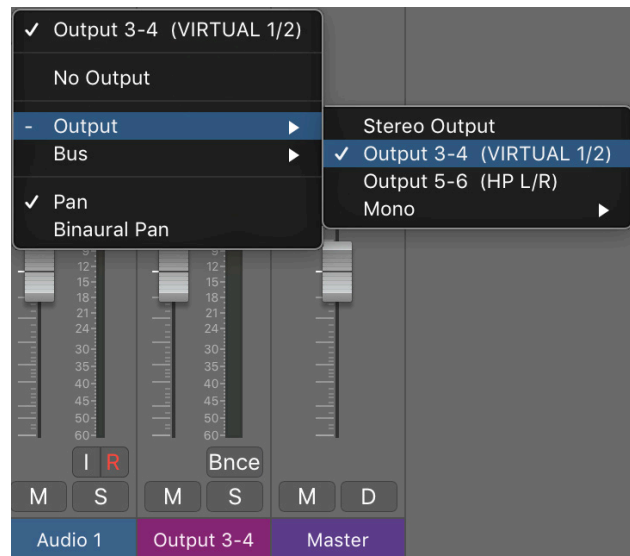 ✓ Output 3-4 (VIRTUAL 1/2)
No Output
- Output ▶
Bus ▶
✓ Pan
Binaural Pan
Stereo Output
✓ Output 3-4 (VIRTUAL 1/2)
Output 5-6 (HP L/R)
Mono ▶
9-
12-
15-
18-
21-
24-
30-
35-
40-
45-
50-
60-
9-
12-
15-
18-
21-
24-
30-
35-
40-
45-
50-
60-
I R
Bnce
M S M S M D
Audio 1 Output 3-4 Master